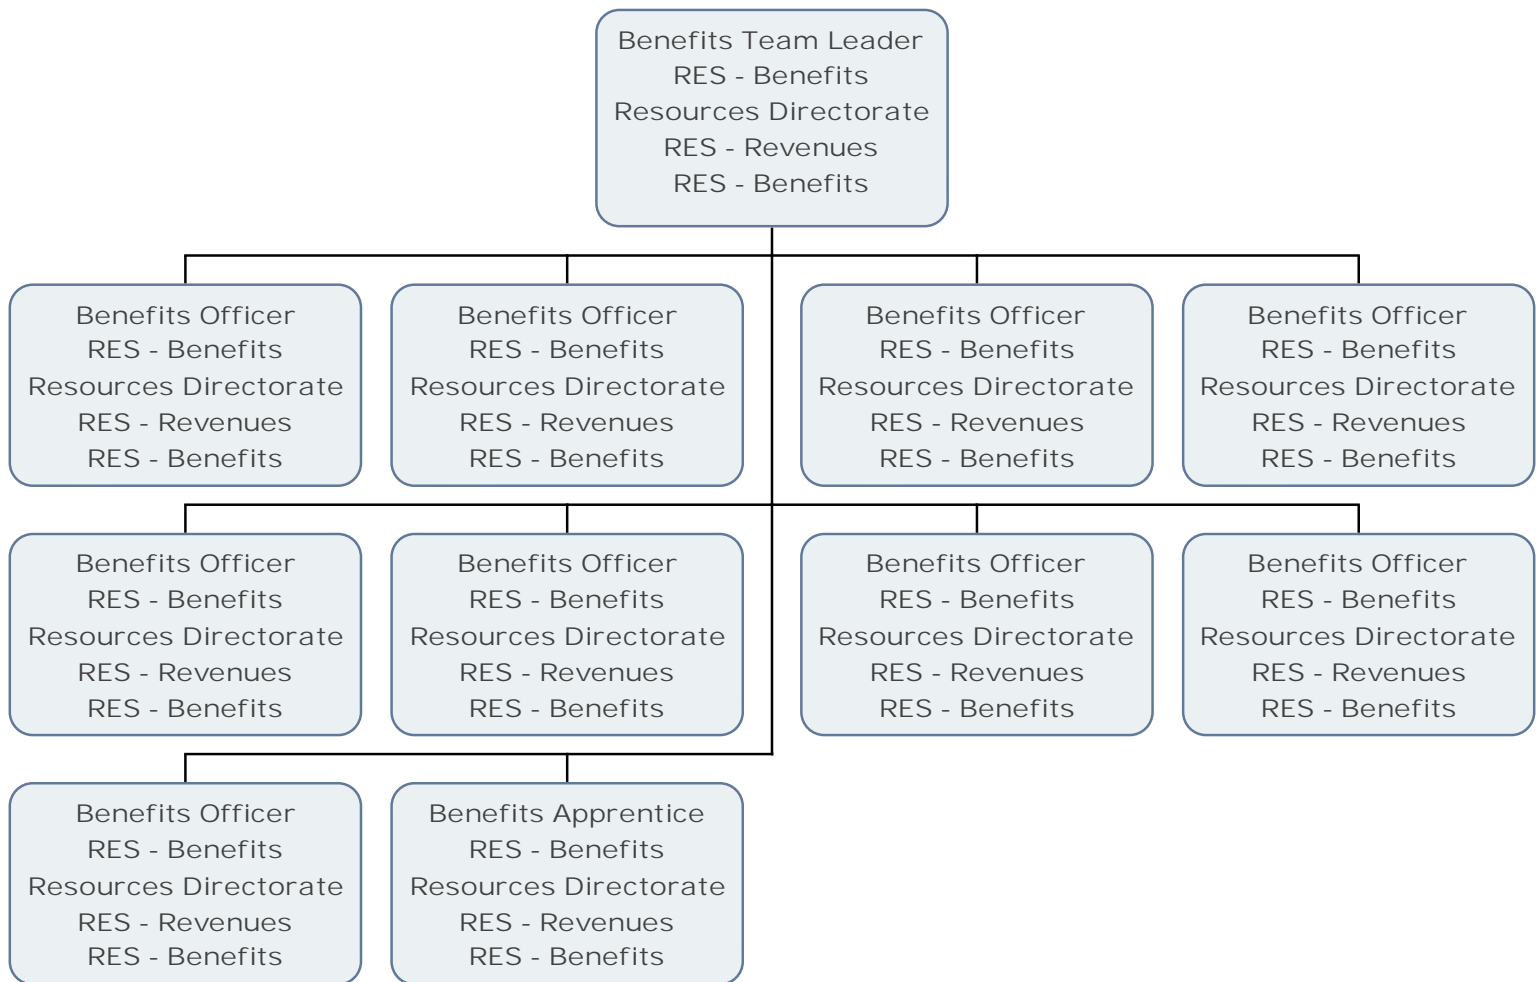 Benefits Team Leader
RES - Benefits
Resources Directorate
RES - Revenues
RES - Benefits
Benefits Officer
RES - Benefits
Resources Directorate
RES - Revenues
RES - Benefits
Benefits Officer
RES - Benefits
Resources Directorate
RES - Revenues
RES - Benefits
Benefits Officer
RES - Benefits
Resources Directorate
RES - Revenues
RES - Benefits
Benefits Officer
RES - Benefits
Resources Directorate
RES - Revenues
RES - Benefits
Benefits Officer
RES - Benefits
Resources Directorate
RES - Revenues
RES - Benefits
Benefits Officer
RES - Benefits
Resources Directorate
RES - Revenues
RES - Benefits
Benefits Officer
RES - Benefits
Resources Directorate
RES - Revenues
RES - Benefits
Benefits Officer
RES - Benefits
Resources Directorate
RES - Revenues
RES - Benefits
Benefits Officer
RES - Benefits
Resources Directorate
RES - Revenues
RES - Benefits
Benefits Apprentice
RES - Benefits
Resources Directorate
RES - Revenues
RES - Benefits